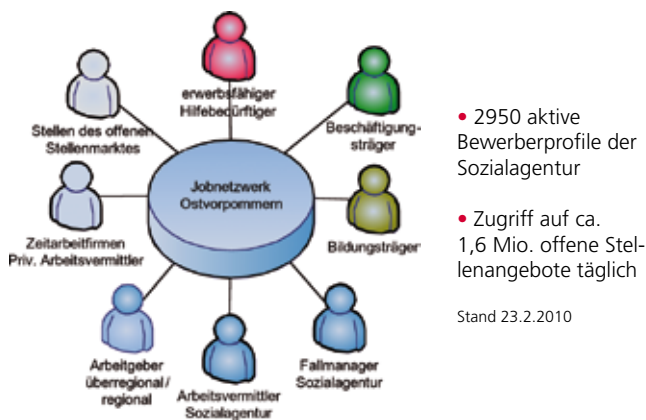 erwerbsfähiger
Hilfebedürftiger
Stellen des offenen
Stellenmarktes
Beschäftigung-
sträger
Jobnetzwerk
Ostvorpommern
Zeitarbeitfirmen
Priv. Arbeitsvermittler
Bildungsträger
Arbeitgeber
überregional/
regional
Arbeitsvermittler
Sozialagentur
Fallmanager
Sozialagentur
• 2950 aktive
Bewerberprofile der
Sozialagentur
• Zugriff auf ca.
1,6 Mio. offene Stel-
lenangebote täglich
Stand 23.2.2010